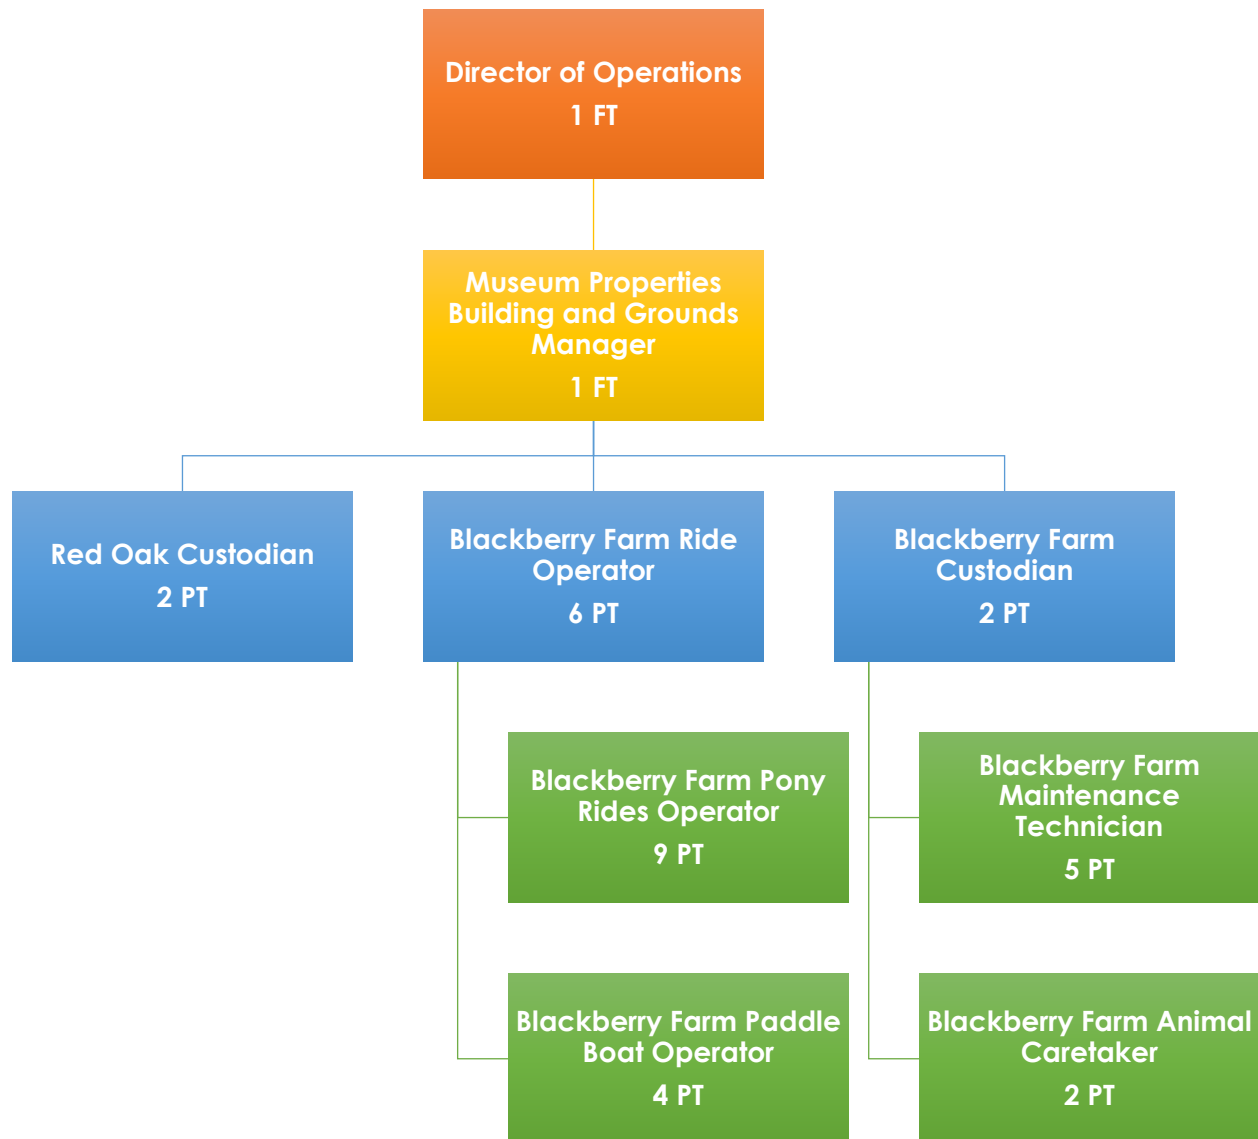 Director of Operations
1 FT
Museum Properties
Building and Grounds
Manager
1 FT
Red Oak Custodian
2 PT
Blackberry Farm Ride
Operator
6 PT
Blackberry Farm
Custodian
2 PT
Blackberry Farm Pony
Rides Operator
9 PT
Blackberry Farm
Maintenance
Technician
5 PT
Blackberry Farm Paddle
Boat Operator
4 PT
Blackberry Farm Animal
Caretaker
2 PT